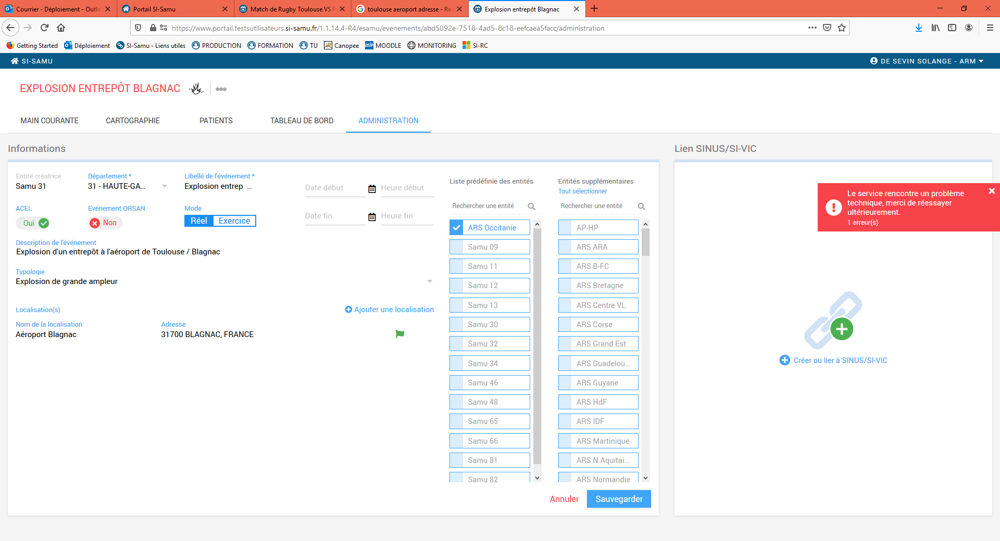 Courrier - Déploiement - Outlo
Portail SI-Samu
Match de Rugby Toulouse VS P
toulouse aeroport adresse - Rec
Explosion entrepôt Blagnac
https://www.portail.testsutilisateurs.si-samu.fr/1.1.14.4-R4/esamu/evenements/abd5092e-7518-4ad5-8c18-eefcaea5facc/administration
Getting Started
Déploiement
SI-Samu - Liens utiles
PRODUCTION
FORMATION
TU
Canopee
asip MOODLE
MONITORING
SI-RC
SI-SAMU
DE SEVIN SOLANGE - ARM
EXPLOSION ENTREPÔT BLAGNAC
MAIN COURANTE
CARTOGRAPHIE
PATIENTS
TABLEAU DE BORD
ADMINISTRATION
Informations
Entité créatrice
Samu 31
Département *
31 - HAUTE-GA...
Libellé de l'événement *
Explosion entrep ...
ACEL
Oui
Evénement ORSAN
Non
Mode
Réel
Exercice
Date début
Heure début
Date fin
Heure fin
Description de l'événement
Explosion d'un entrepôt à l'aéroport de Toulouse / Blagnac
Typologie
Explosion de grande ampleur
Localisation(s)
Ajouter une localisation
Nom de la localisation
Aéroport Blagnac
Adresse
31700 BLAGNAC, FRANCE
Liste prédéfinie des entités
Rechercher une entité
ARS Occitanie
Samu 09
Samu 11
Samu 12
Samu 13
Samu 30
Samu 32
Samu 34
Samu 46
Samu 48
Samu 65
Samu 66
Samu 81
Samu 82
Entités supplémentaires
Tout sélectionner
Rechercher une entité
AP-HP
ARS ARA
ARS B-FC
ARS Bretagne
ARS Centre VL
ARS Corse
ARS Grand Est
ARS Guadelou...
ARS Guyane
ARS HdF
ARS IDF
ARS Martinique
ARS N.Aquitai...
ARS Normandie
Annuler
Sauvegarder
Lien SINUS/SI-VIC
Le service rencontre un problème
technique, merci de réessayer
ultérieurement.
1 erreur(s)
Créer ou lier à SINUS/SI-VIC